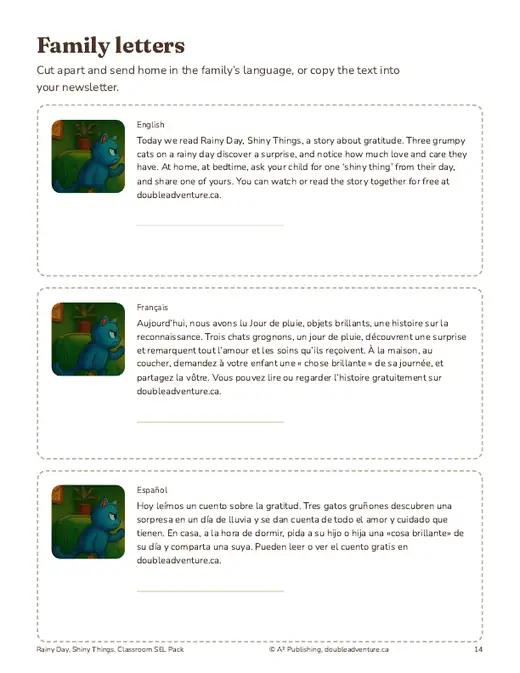 Family letters
Cut apart and send home in the family's language, or copy the text into
your newsletter.
English
Today we read Rainy Day, Shiny Things, a story about gratitude. Three grumpy
cats on a rainy day discover a surprise, and notice how much love and care they
have. At home, at bedtime, ask your child for one 'shiny thing' from their day,
and share one of yours. You can watch or read the story together for free at
doubleadventure.ca.
Français
Aujourd'hui, nous avons lu Jour de pluie, objets brillants, une histoire sur la
reconnaissance. Trois chats grognons, un jour de pluie, découvrent une surprise
et remarquent tout l'amour et les soins qu'ils reçoivent. À la maison, au
coucher, demandez à votre enfant une « chose brillante » de sa journée, et
partagez la vôtre. Vous pouvez lire ou regarder l'histoire gratuitement sur
doubleadventure.ca.
Español
Hoy leímos un cuento sobre la gratitud. Tres gatos gruñones descubren una
sorpresa en un día de lluvia y se dan cuenta de todo el amor y cuidado que
tienen. En casa, a la hora de dormir, pida a su hijo o hija una «cosa brillante» de
su día y comparta una suya. Pueden leer o ver el cuento gratis en
doubleadventure.ca.
Rainy Day, Shiny Things, Classroom SEL Pack
© A² Publishing, doubleadventure.ca
14